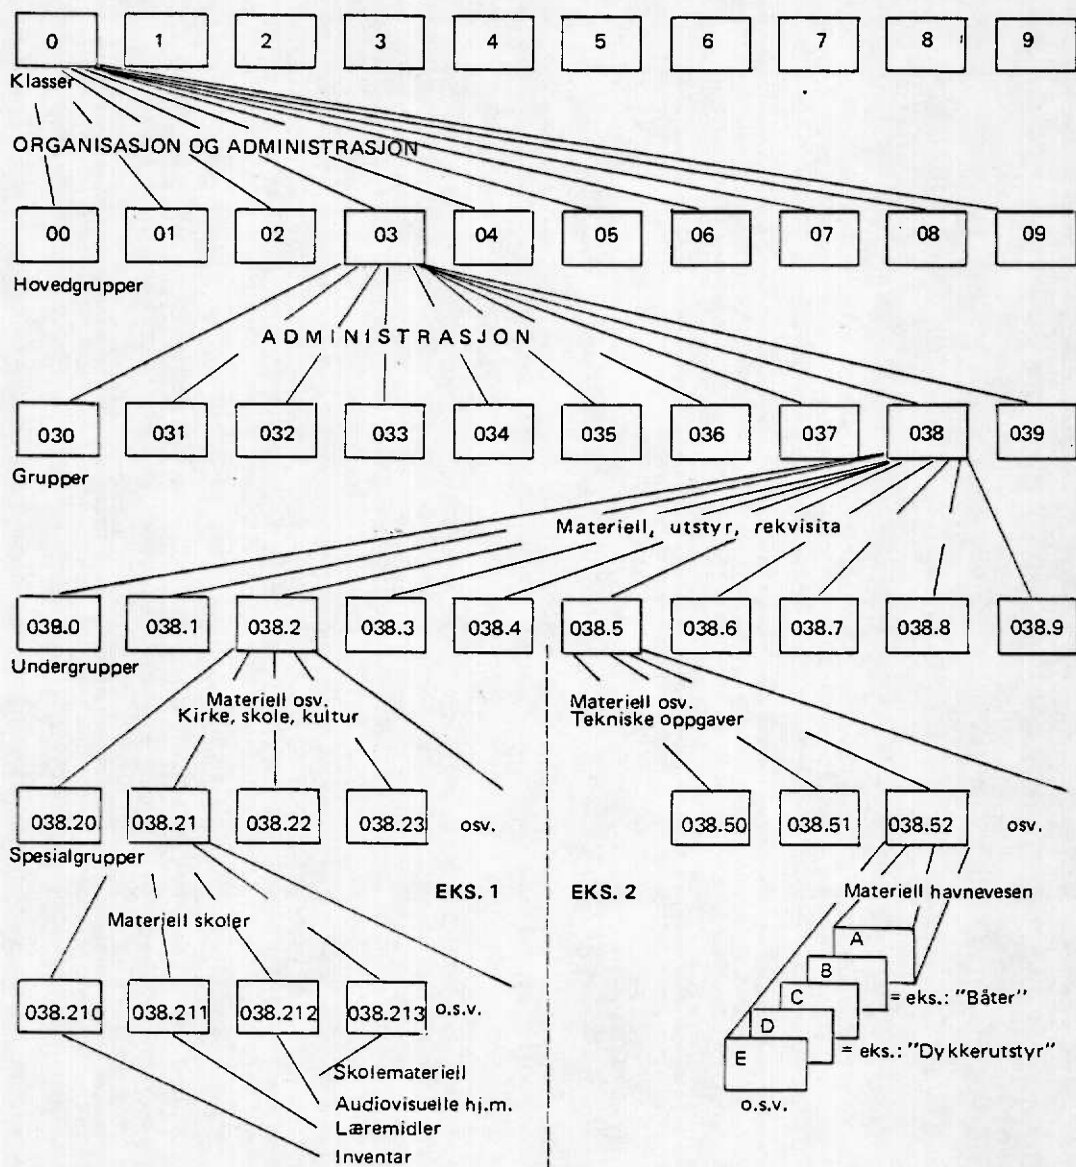 0 1 2 3 4 5 6 7 8 9
Klasser
ORGANISASJON OG ADMINISTRASJON
00 01 02 03 04 05 06 07 08 09
Hovedgrupper
ADMINISTRASJON
030 031 032 033 034 035 036 037 038 039
Grupper
Materiell, utstyr, rekvisita
038.0 038.1 038.2 038.3 038.4 038.5 038.6 038.7 038.8 038.9
Undergrupper
Materiell osv.
Kirke, skole, kultur
Materiell osv.
Tekniske oppgaver
038.20 038.21 038.22 038.23 osv.
038.50 038.51 038.52 osv.
Spesialgrupper
EKS. 1
EKS. 2
Materiell skoler
Materiell havnevesen
A
B
= eks.: "Båter"
C
D
= eks.: "Dykkerutstyr"
E
o.s.v.
038.210 038.211 038.212 038.213 o.s.v.
Skolemateriell
Audiovisuelle hj.m.
Læremidler
Inventar